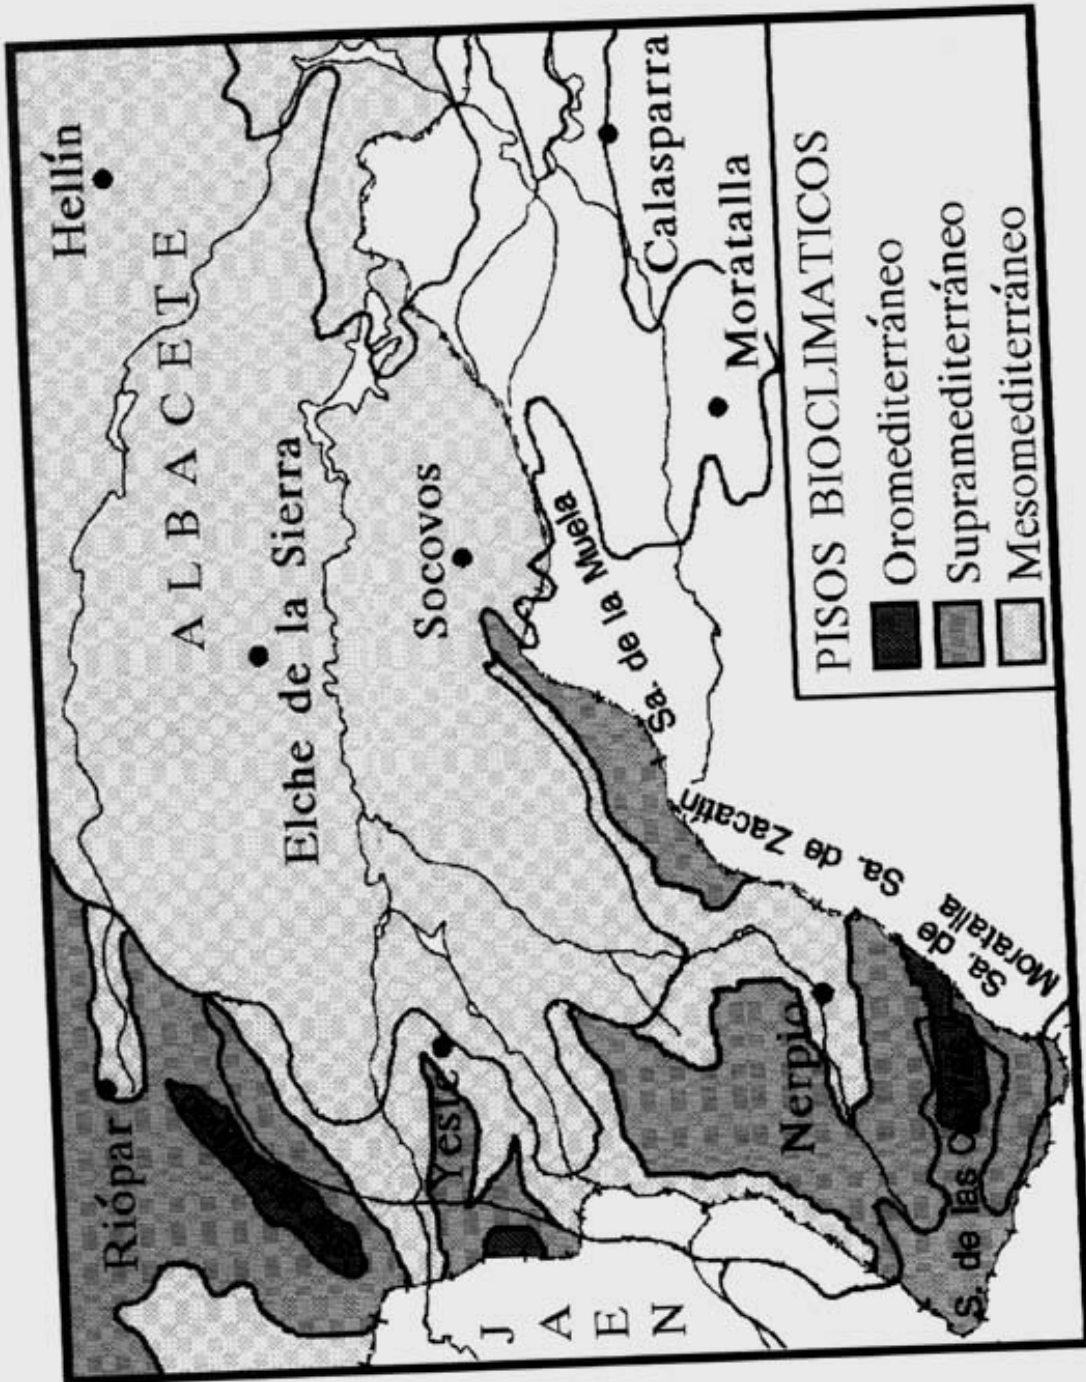 Hellín
ALBACETE
Riópar
Elche de la Sierra
Socovos
Yeste
Calasparra
Moratalla
Sa. de la Muela
Sa. de Zacatín
Sa. de
Moratalla
Nerpio
S. de las
JAEN
PISOS BIOCLIMATICOS
Oromediterráneo
Supramediterráneo
Mesomediterráneo